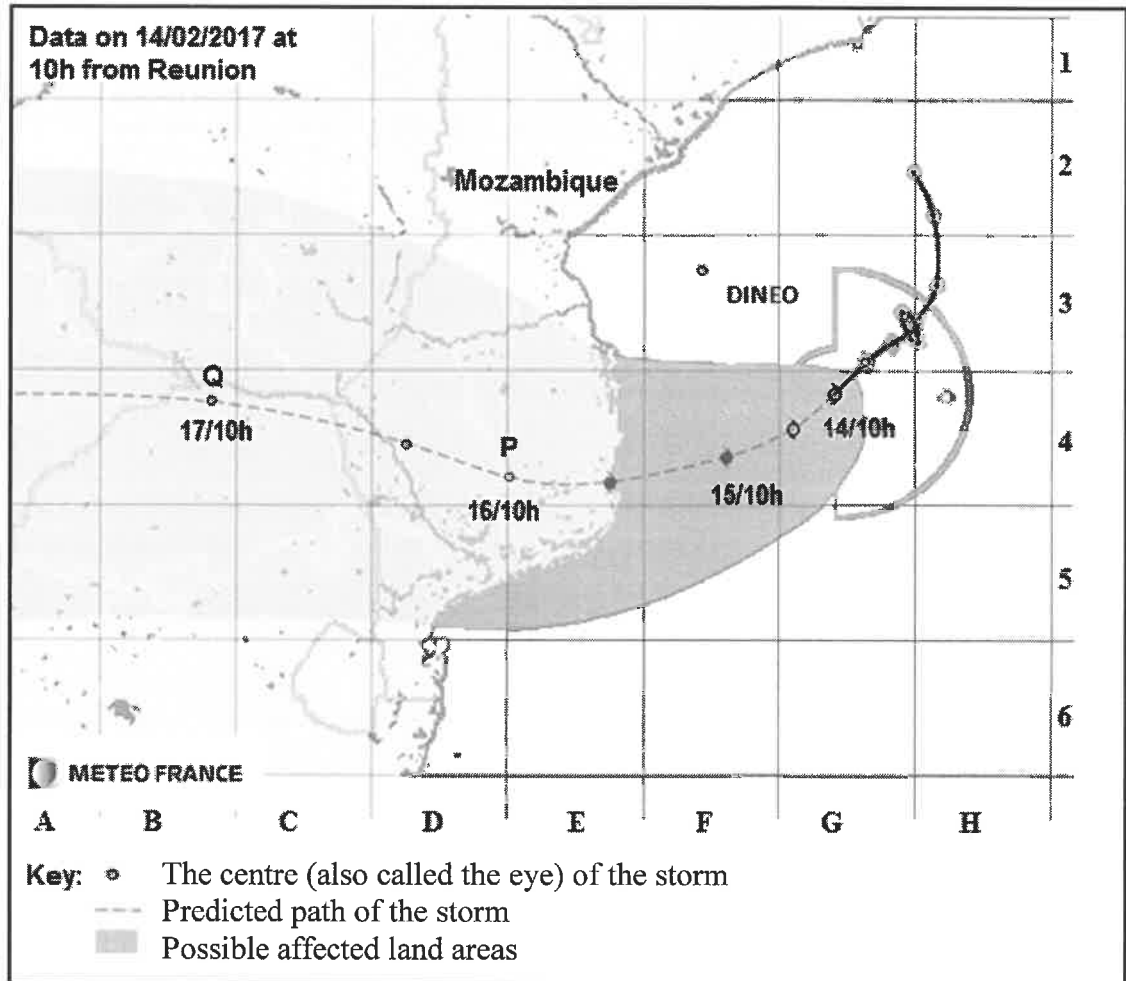 Data on 14/02/2017 at
10h from Reunion
1
2
Mozambique
DINEO
3
Q
17/10h
P
14/10h
4
16/10h
15/10h
5
6
METEO FRANCE
A B C D E F G H
Key: The centre (also called the eye) of the storm
Predicted path of the storm
Possible affected land areas